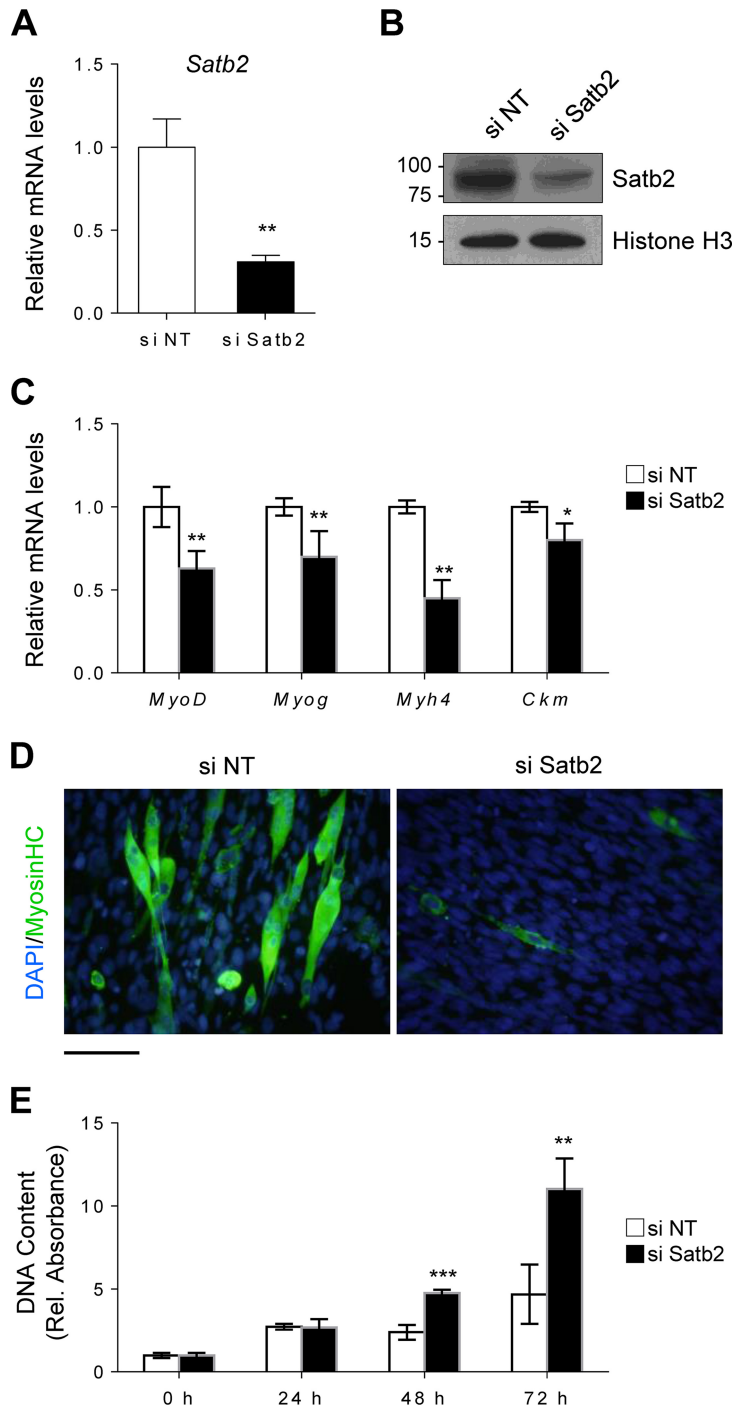 A
Satb2
Relative mRNA levels
1.5
1.0
0.5
0.0
si NT
si Satb2
**
B
si NT
si Satb2
100
75
Satb2
15
Histone H3
C
Relative mRNA levels
1.5
1.0
0.5
0.0
**
**
**
*
MyoD
Myog
Myh4
Ckm
si NT
si Satb2
D
si NT
si Satb2
DAPI/MyosinHC
E
DNA Content
(Rel. Absorbance)
15
10
5
0
***
**
0 h
24 h
48 h
72 h
si NT
si Satb2